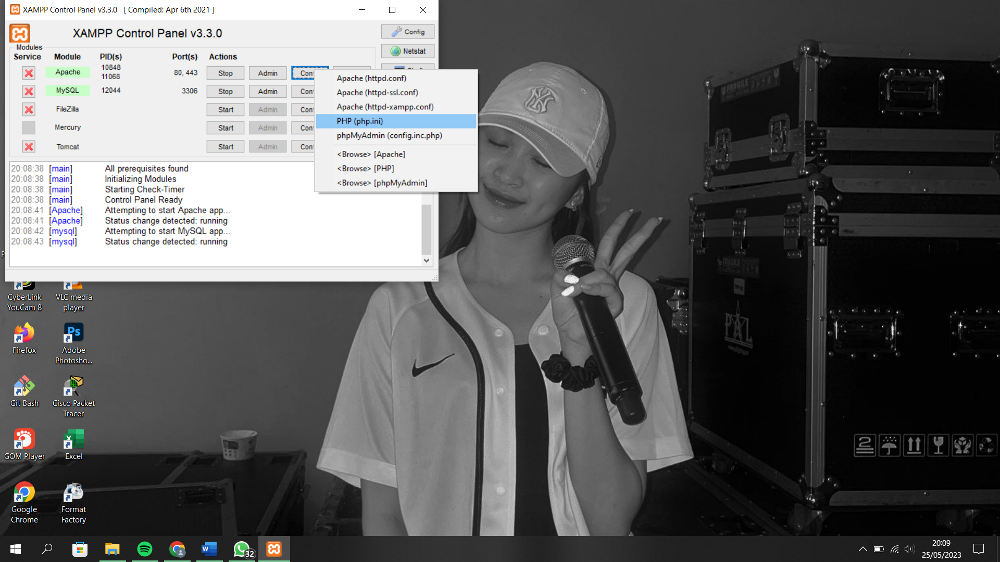 XAMPP Control Panel v3.3.0 [ Compiled: Apr 6th 2021 ]
XAMPP Control Panel v3.3.0
Config
Netstat
Modules
Service Module PID(s) Port(s) Actions
Apache 10848 11068 80, 443 Stop Admin
MySQL 12044 3306 Stop Admin
FileZilla Start Admin
Mercury Start Admin
Tomcat Start Admin
Apache (httpd.conf)
Apache (httpd-ssl.conf)
Apache (httpd-xampp.conf)
PHP (php.ini)
phpMyAdmin (config.inc.php)
<Browse> [Apache]
<Browse> [PHP]
<Browse> [phpMyAdmin]
20:08:38 [main] All prerequisites found
20:08:38 [main] Initializing Modules
20:08:38 [main] Starting Check-Timer
20:08:38 [main] Control Panel Ready
20:08:41 [Apache] Attempting to start Apache app...
20:08:41 [Apache] Status change detected: running
20:08:42 [mysql] Attempting to start MySQL app...
20:08:43 [mysql] Status change detected: running
CyberLink
YouCam 8
VLC media
player
Firefox
Ps
Adobe
Photosho...
Git Bash
Cisco Packet
Tracer
GOM Player
Excel
Google
Chrome
Format
Factory
NY
FRAGILE
FRAGILE
2
32
20:09
25/05/2023